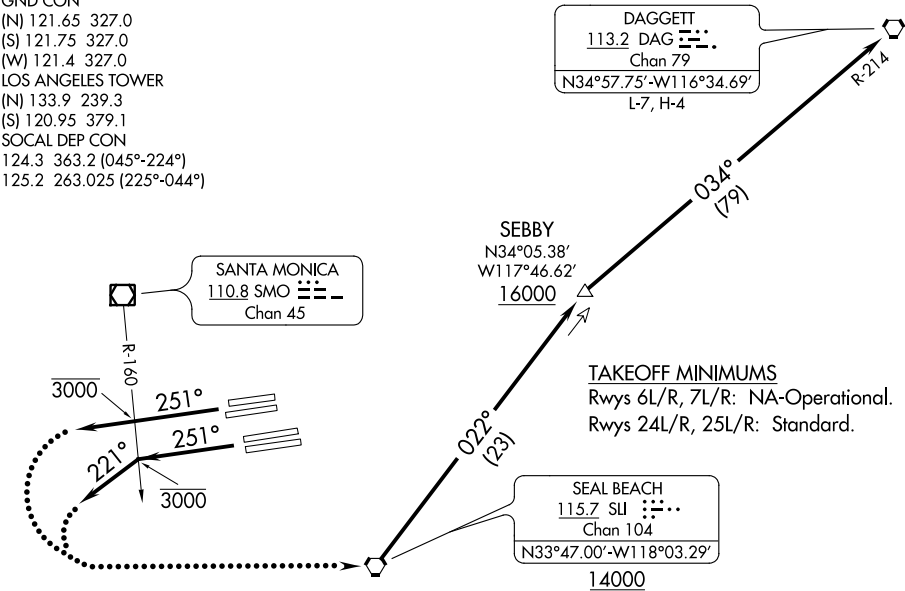 GND CON
(N) 121.65 327.0
(S) 121.75 327.0
(W) 121.4 327.0
LOS ANGELES TOWER
(N) 133.9 239.3
(S) 120.95 379.1
SOCAL DEP CON
124.3 363.2 (045°-224°)
125.2 263.025 (225°-044°)
DAGGETT
113.2 DAG
Chan 79
N34°57.75'-W116°34.69'
L-7, H-4
R-214
034°
(79)
SEBBY
N34°05.38'
W117°46.62'
16000
SANTA MONICA
110.8 SMO
Chan 45
R-160
3000
251°
251°
221°
3000
022°
(23)
TAKEOFF MINIMUMS
Rwys 6L/R, 7L/R: NA-Operational.
Rwys 24L/R, 25L/R: Standard.
SEAL BEACH
115.7 SLI
Chan 104
N33°47.00'-W118°03.29'
14000